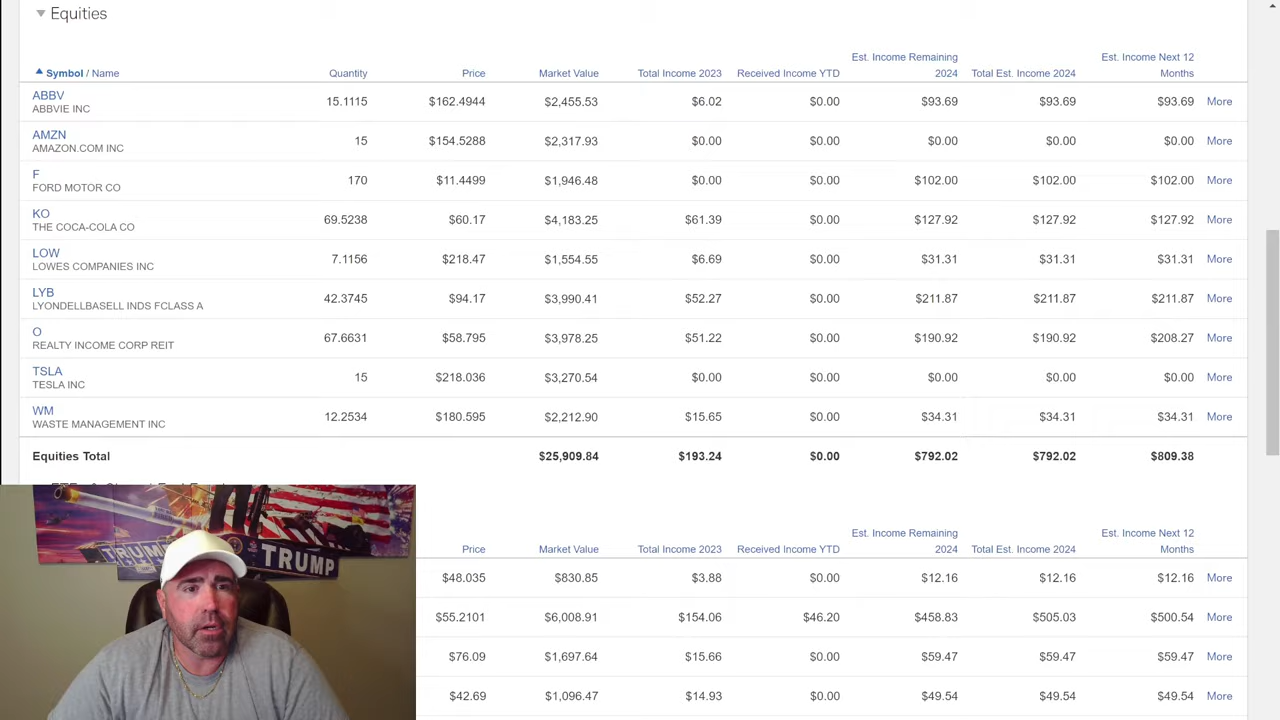 Equities
Est. Income Remaining Est. Income Next 12
Symbol / Name Quantity Price Market Value Total Income 2023 Received Income YTD 2024 Total Est. Income 2024 Months
ABBV 15.1115 $162.4944 $2,455.53 $6.02 $0.00 $93.69 $93.69 $93.69 More
ABBVIE INC
AMZN 15 $154.5288 $2,317.93 $0.00 $0.00 $0.00 $0.00 $0.00 More
AMAZON.COM INC
F 170 $11.4499 $1,946.48 $0.00 $0.00 $102.00 $102.00 $102.00 More
FORD MOTOR CO
KO 69.5238 $60.17 $4,183.25 $61.39 $0.00 $127.92 $127.92 $127.92 More
THE COCA-COLA CO
LOW 7.1156 $218.47 $1,554.55 $6.69 $0.00 $31.31 $31.31 $31.31 More
LOWES COMPANIES INC
LYB 42.3745 $94.17 $3,990.41 $52.27 $0.00 $211.87 $211.87 $211.87 More
LYONDELLBASELL INDS FCLASS A
O 67.6631 $58.795 $3,978.25 $51.22 $0.00 $190.92 $190.92 $208.27 More
REALTY INCOME CORP REIT
TSLA 15 $218.036 $3,270.54 $0.00 $0.00 $0.00 $0.00 $0.00 More
TESLA INC
WM 12.2534 $180.595 $2,212.90 $15.65 $0.00 $34.31 $34.31 $34.31 More
WASTE MANAGEMENT INC
Equities Total $25,909.84 $193.24 $0.00 $792.02 $792.02 $809.38
Est. Income Remaining Est. Income Next 12
Price Market Value Total Income 2023 Received Income YTD 2024 Total Est. Income 2024 Months
$48.035 $830.85 $3.88 $0.00 $12.16 $12.16 $12.16 More
$55.2101 $6,008.91 $154.06 $46.20 $458.83 $505.03 $500.54 More
$76.09 $1,697.64 $15.66 $0.00 $59.47 $59.47 $59.47 More
$42.69 $1,096.47 $14.93 $0.00 $49.54 $49.54 $49.54 More
TRUMP
TRUMP